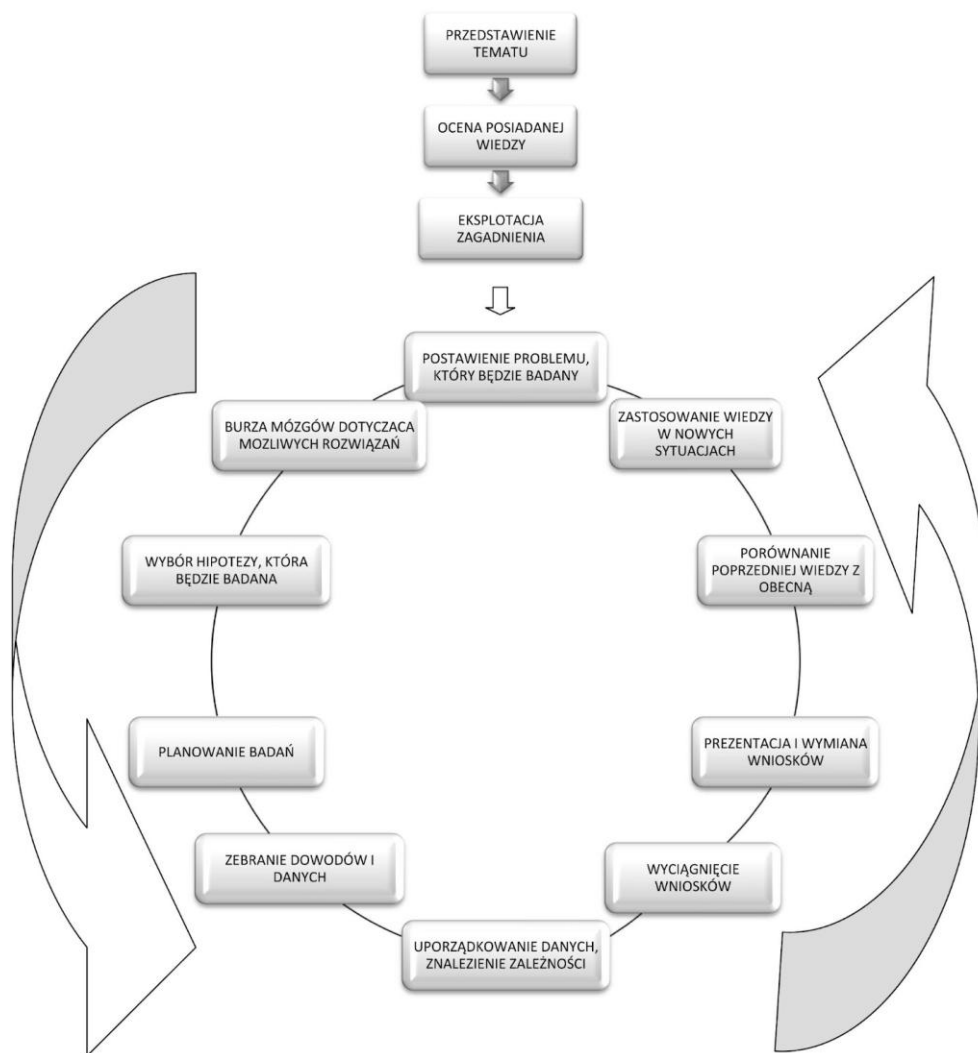 PRZEDSTAWIENIE
TEMATU
OCENA POSIADANEJ
WIEDZY
EKSPLOTACJA
ZAGADNIENIA
POSTAWIENIE PROBLEMU,
KTÓRY BĘDZIE BADANY
BURZA MÓZGÓW DOTYCZACA
MOZLIWYCH ROZWIĄZAŃ
WYBÓR HIPOTEZY, KTÓRA
BĘDZIE BADANA
PLANOWANIE BADAŃ
ZEBRANIE DOWODÓW I
DANYCH
UPORZĄDKOWANIE DANYCH,
ZNALEZIENIE ZALEŻNOŚCI
WYCIĄGNIĘCIE
WNIOSKÓW
PREZENTACJA I WYMIANA
WNIOSKÓW
PORÓWNANIE
POPRZEDNIEJ WIEDZY Z
OBECNĄ
ZASTOSOWANIE WIEDZY
W NOWYCH
SYTUACJACH